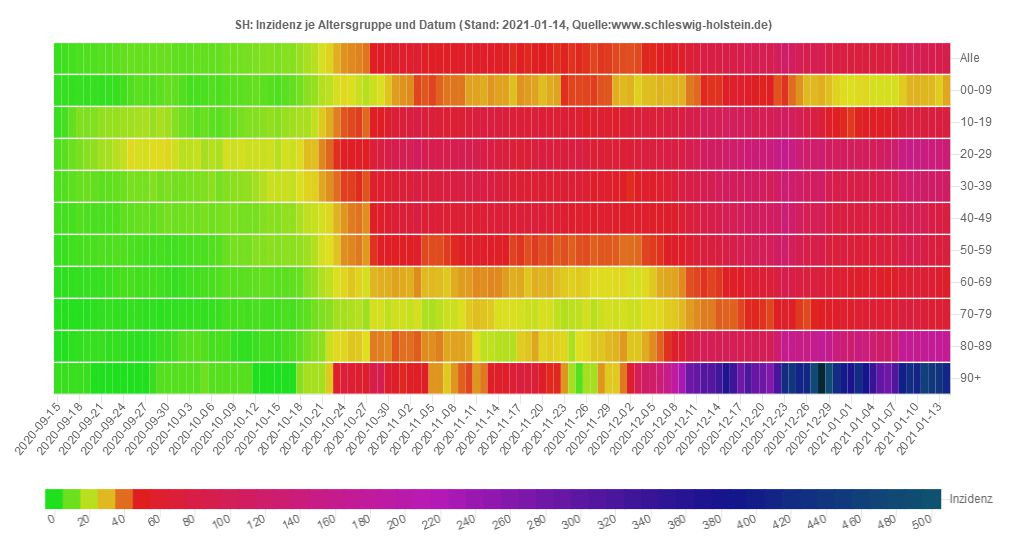 SH: Inzidenz je Altersgruppe und Datum (Stand: 2021-01-14, Quelle:www.schleswig-holstein.de)
Alle
00-09
10-19
20-29
30-39
40-49
50-59
60-69
70-79
80-89
90+
2020-09-15 2020-09-18 2020-09-21 2020-09-24 2020-09-27 2020-09-30 2020-10-03 2020-10-06 2020-10-09 2020-10-12 2020-10-15 2020-10-18 2020-10-21 2020-10-24 2020-10-27 2020-10-30 2020-11-02 2020-11-05 2020-11-08 2020-11-11 2020-11-14 2020-11-17 2020-11-20 2020-11-23 2020-11-26 2020-11-29 2020-12-02 2020-12-05 2020-12-08 2020-12-11 2020-12-14 2020-12-17 2020-12-20 2020-12-23 2020-12-26 2020-12-29 2021-01-01 2021-01-04 2021-01-07 2021-01-10 2021-01-13
Inzidenz
0 20 40 60 80 100 120 140 160 180 200 220 240 260 280 300 320 340 360 380 400 420 440 460 480 500